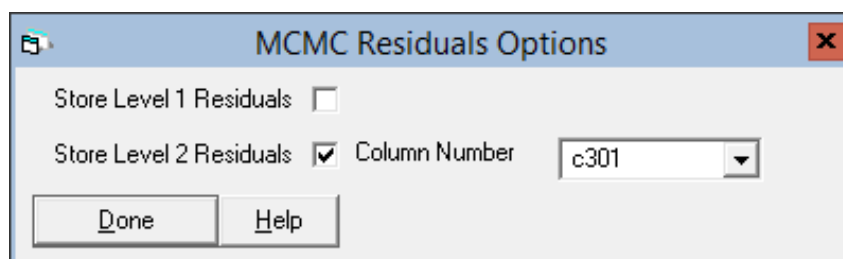 MCMC Residuals Options
Store Level 1 Residuals
Store Level 2 Residuals Column Number c301
Done Help